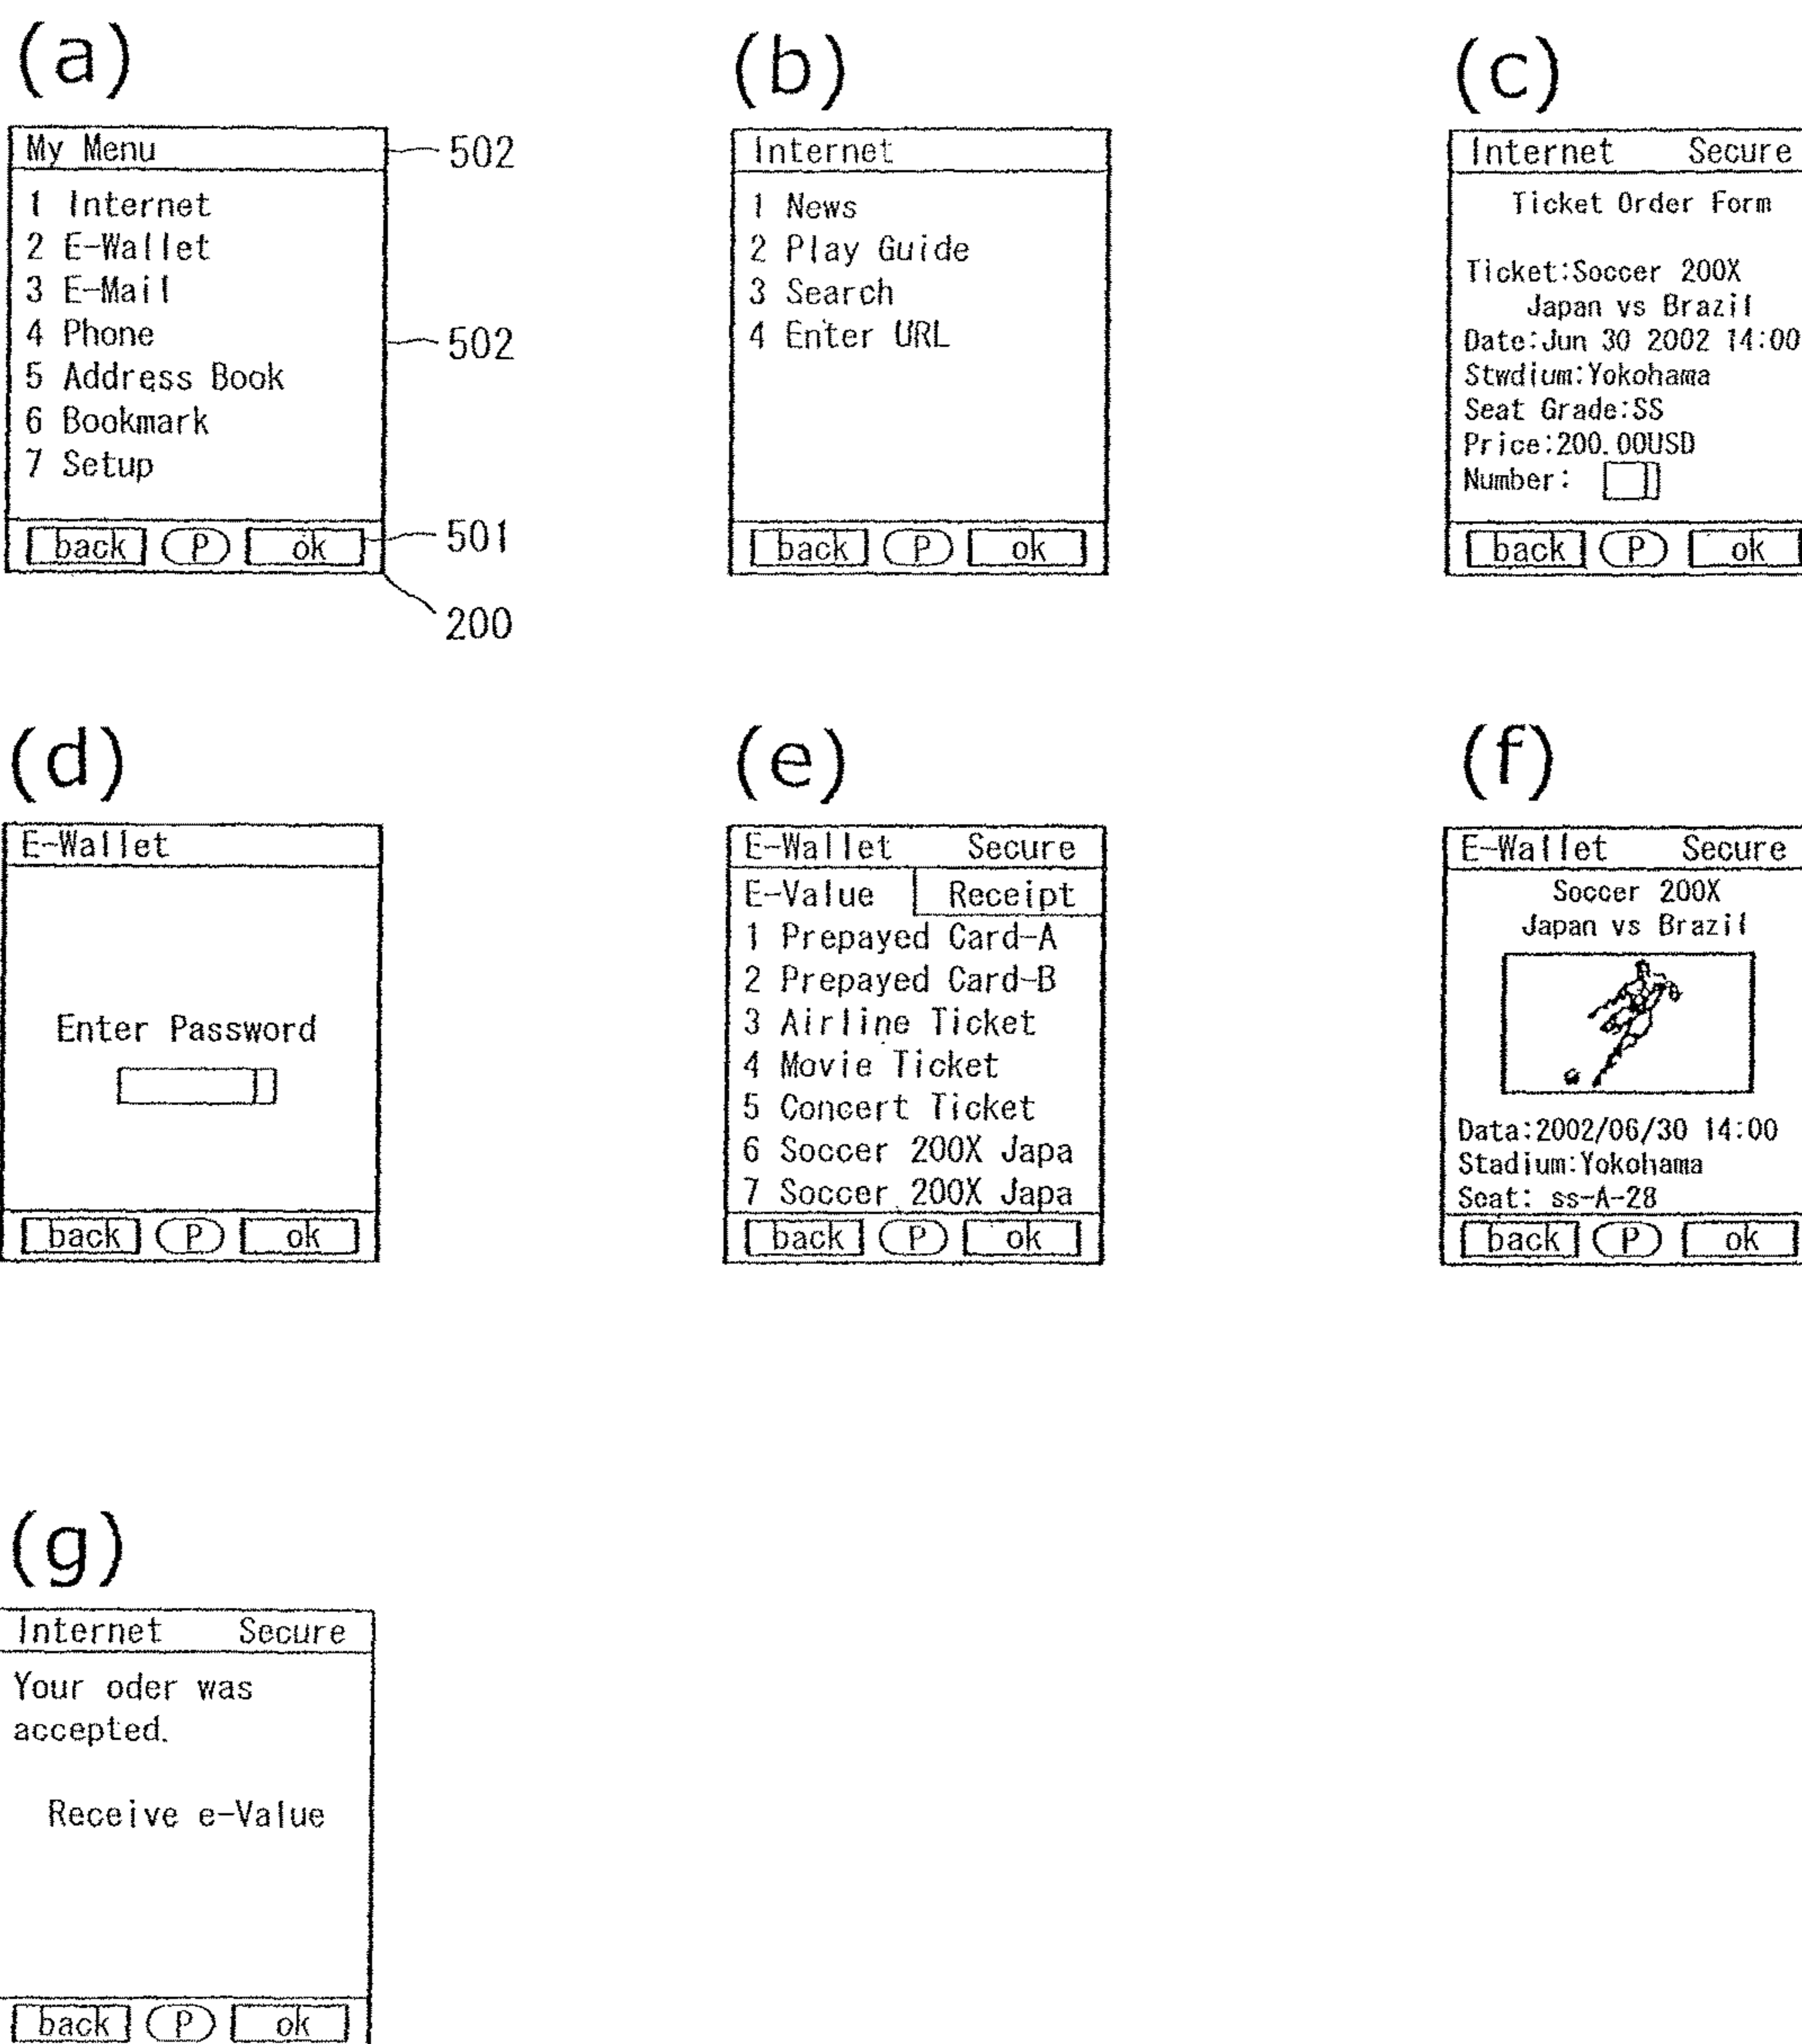 (a)
My Menu
502
1 Internet
2 E-Wallet
3 E-Mail
4 Phone
502
5 Address Book
6 Bookmark
7 Setup
back P ok
501
200
(b)
Internet
1 News
2 Play Guide
3 Search
4 Enter URL
back P ok
(c)
Internet Secure
Ticket Order Form
Ticket:Soccer 200X
Japan vs Brazil
Date:Jun 30 2002 14:00
Stwdium:Yokohama
Seat Grade:SS
Price:200.00USD
Number:
back P ok
(d)
E-Wallet
Enter Password
back P ok
(e)
E-Wallet Secure
E-Value Receipt
1 Prepayed Card-A
2 Prepayed Card-B
3 Airline Ticket
4 Movie Ticket
5 Concert Ticket
6 Soccer 200X Japa
7 Soccer 200X Japa
back P ok
(f)
E-Wallet Secure
Soccer 200X
Japan vs Brazil
Data:2002/06/30 14:00
Stadium:Yokohama
Seat: ss-A-28
back P ok
(g)
Internet Secure
Your oder was
accepted.
Receive e-Value
back P ok